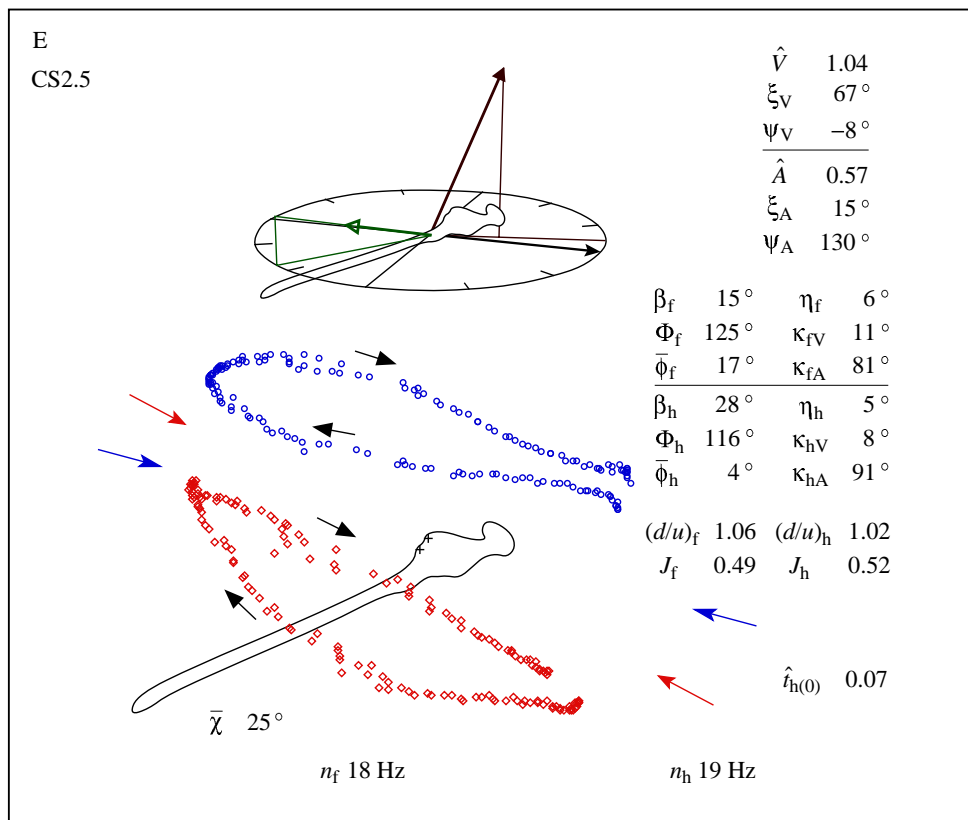 E
CS2.5
V̂ 1.04
ξV 67°
ψV −8°
Â 0.57
ξA 15°
ψA 130°
βf 15° ηf 6°
Φf 125° κfV 11°
ϕ̄f 17° κfA 81°
βh 28° ηh 5°
Φh 116° κhV 8°
ϕ̄h 4° κhA 91°
(d/u)f 1.06 (d/u)h 1.02
Jf 0.49 Jh 0.52
t̂h(0) 0.07
χ̄ 25°
nf 18 Hz nh 19 Hz